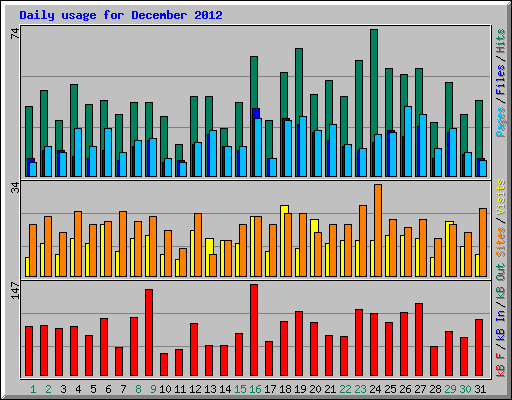 Daily usage for December 2012
74
Pages / Files / Hits
34
Sites / Visits
147
kB F / kB In / kB Out
1 2 3 4 5 6 7 8 9 10 11 12 13 14 15 16 17 18 19 20 21 22 23 24 25 26 27 28 29 30 31